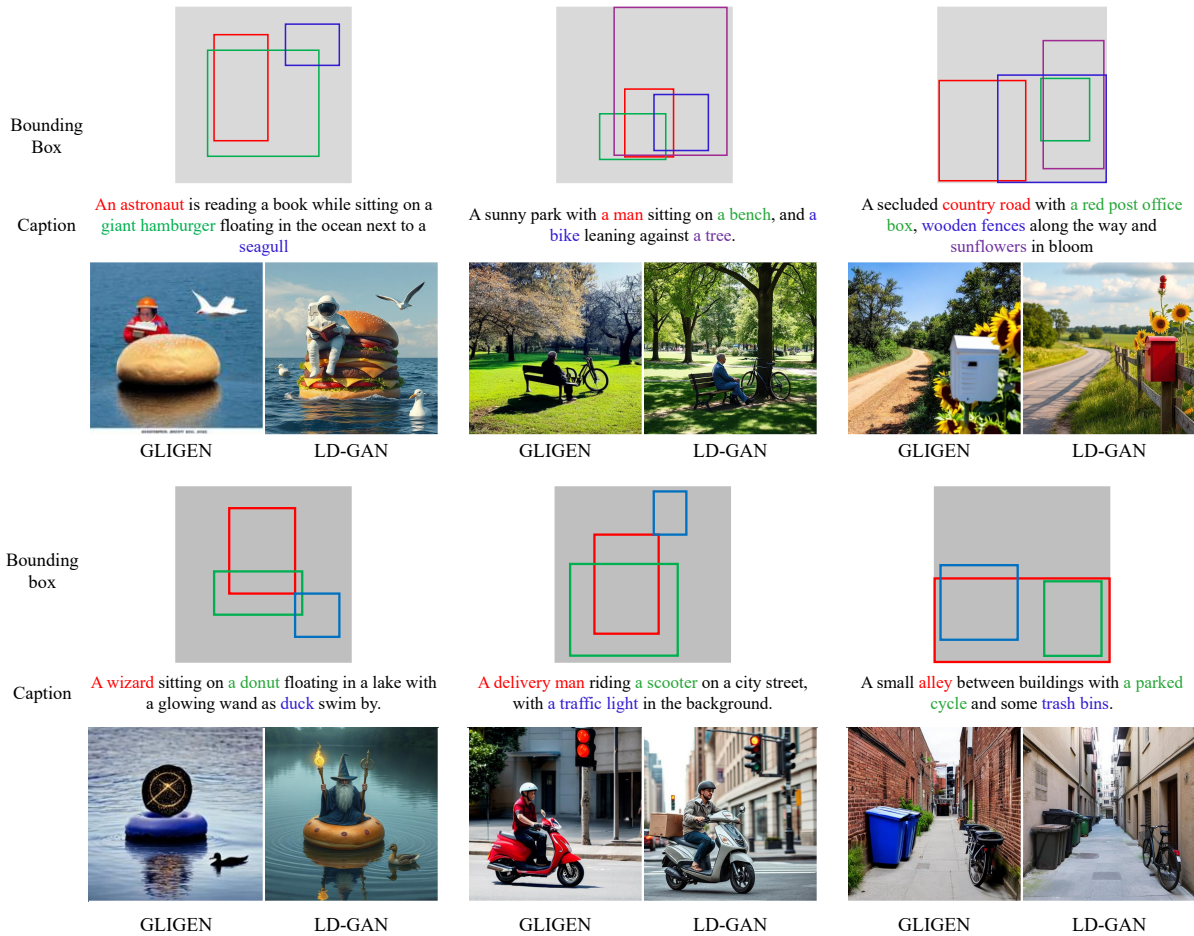 Bounding
Box
Caption
An astronaut is reading a book while sitting on a
giant hamburger floating in the ocean next to a
seagull
A sunny park with a man sitting on a bench, and a
bike leaning against a tree.
A secluded country road with a red post office
box, wooden fences along the way and
sunflowers in bloom
GLIGEN
LD-GAN
GLIGEN
LD-GAN
GLIGEN
LD-GAN
Bounding
box
Caption
A wizard sitting on a donut floating in a lake with
a glowing wand as duck swim by.
A delivery man riding a scooter on a city street,
with a traffic light in the background.
A small alley between buildings with a parked
cycle and some trash bins.
GLIGEN
LD-GAN
GLIGEN
LD-GAN
GLIGEN
LD-GAN